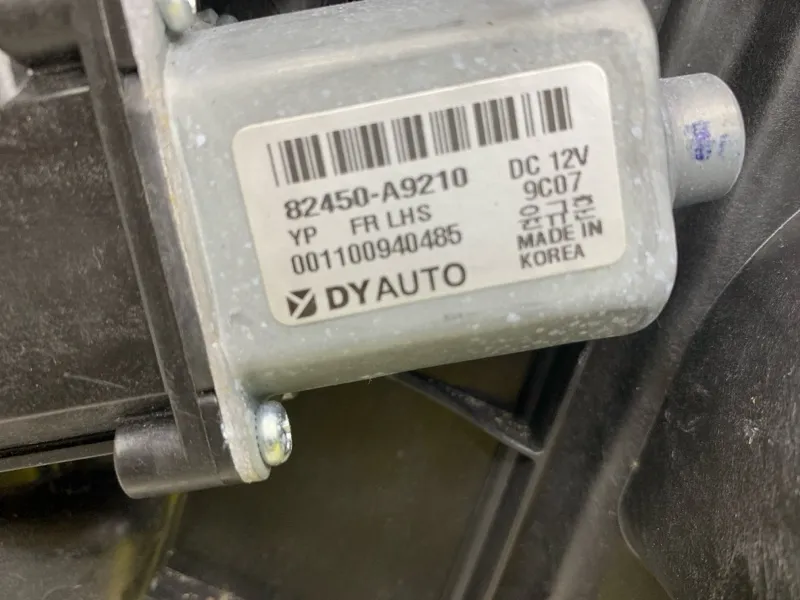 82450-A9210
YP FR LHS
001100940485
DYAUTO
DC 12V
9C07
윤규훈
MADE IN
KOREA